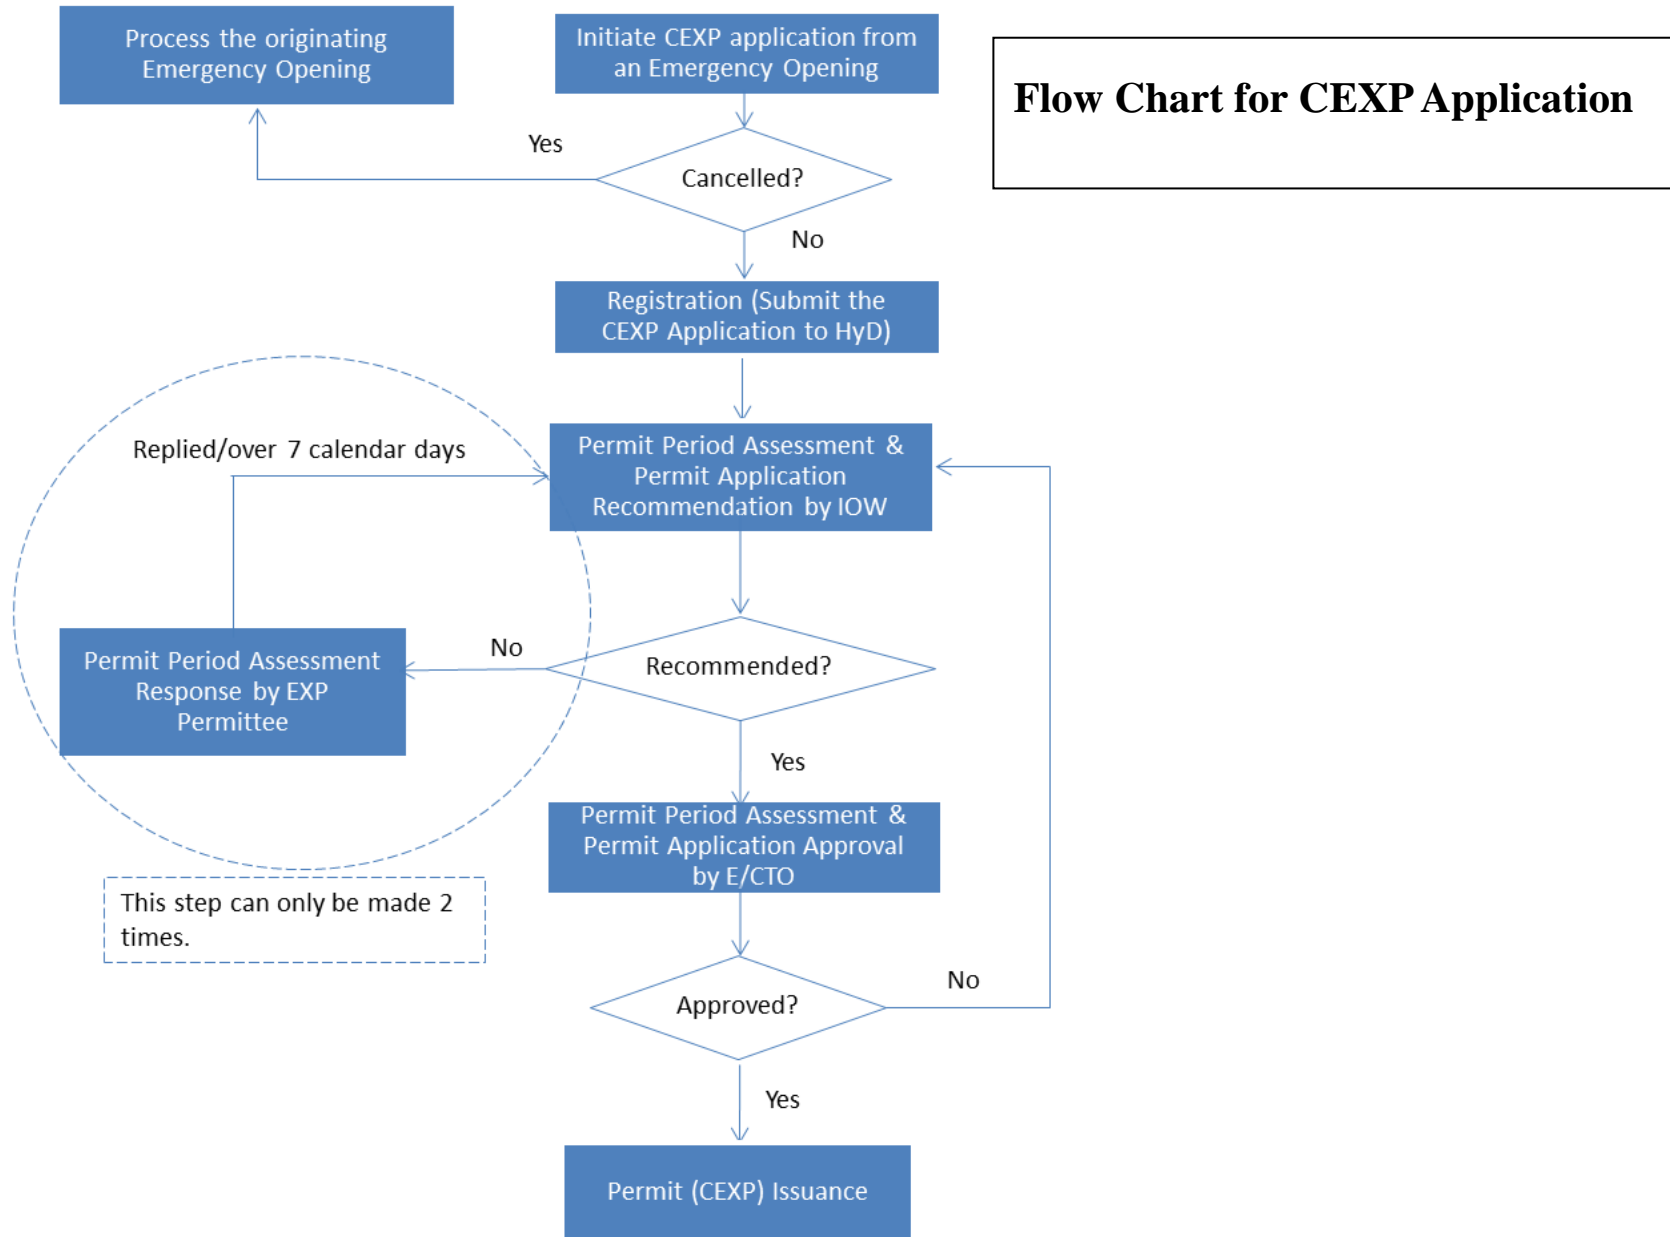 Process the originating
Emergency Opening
Initiate CEXP application from
an Emergency Opening
Flow Chart for CEXP Application
Yes
Cancelled?
No
Registration (Submit the
CEXP Application to HyD)
Replied/over 7 calendar days
Permit Period Assessment &
Permit Application
Recommendation by IOW
Permit Period Assessment
Response by EXP
Permittee
No
Recommended?
Yes
Permit Period Assessment &
Permit Application Approval
by E/CTO
This step can only be made 2
times.
Approved?
No
Yes
Permit (CEXP) Issuance